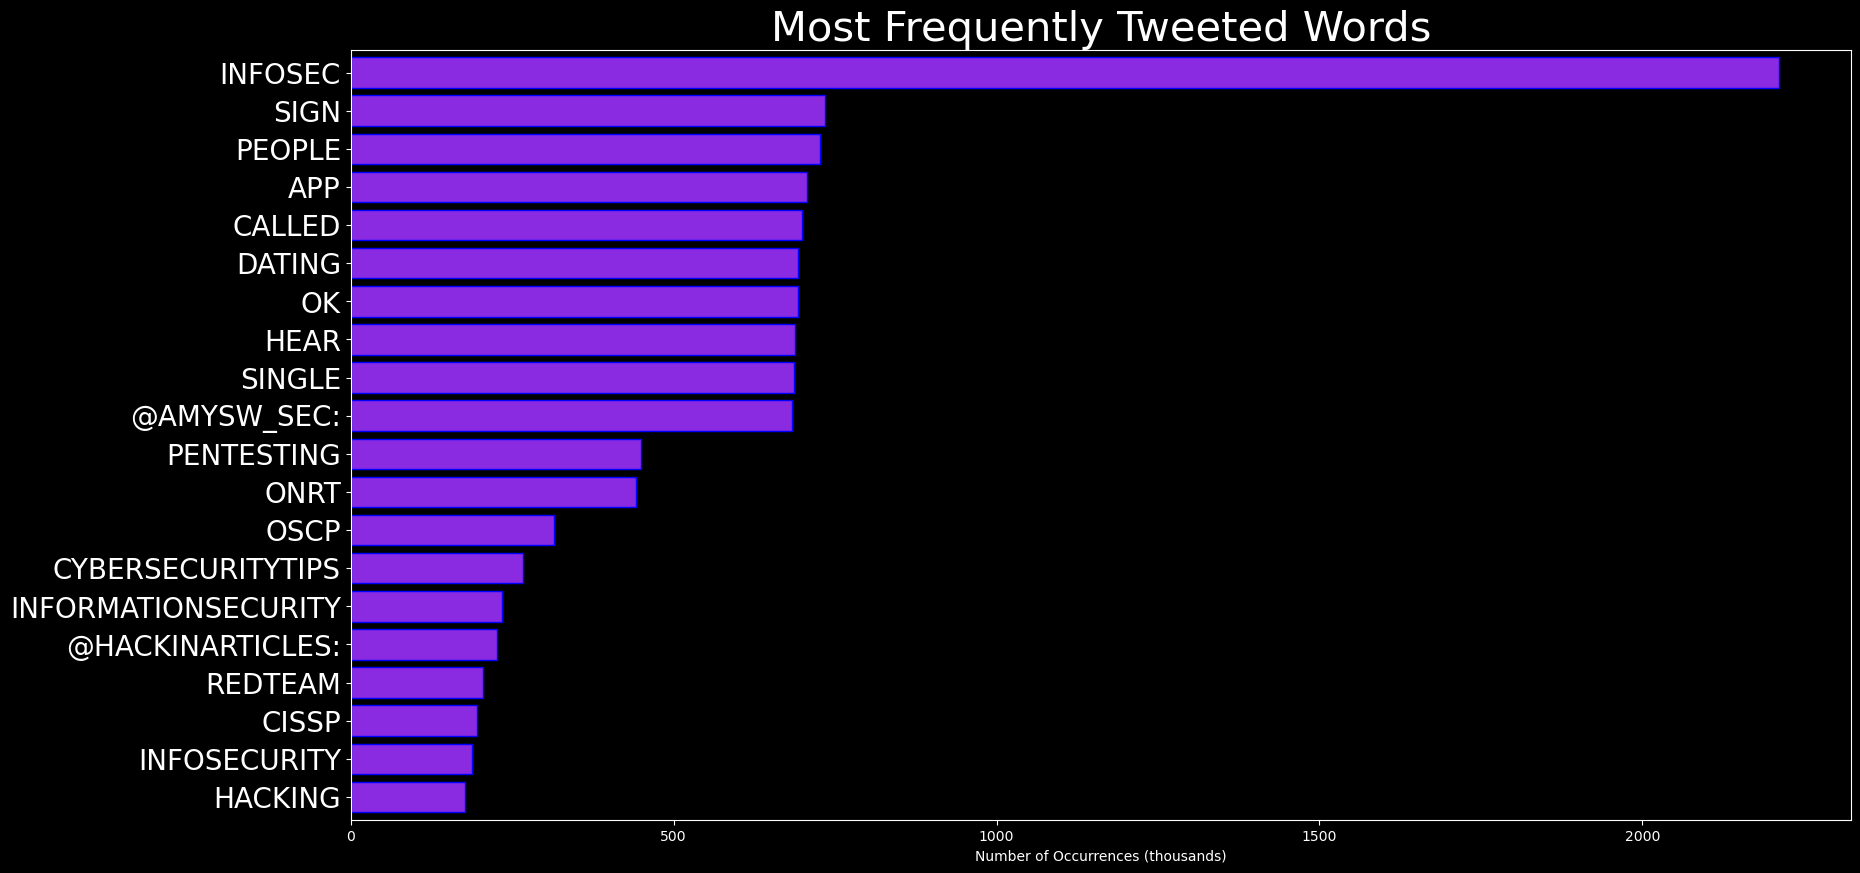 Most Frequently Tweeted Words
INFOSEC
SIGN
PEOPLE
APP
CALLED
DATING
OK
HEAR
SINGLE
@AMYSW_SEC:
PENTESTING
ONRT
OSCP
CYBERSECURITYTIPS
INFORMATIONSECURITY
@HACKINARTICLES:
REDTEAM
CISSP
INFOSECURITY
HACKING
0 500 1000 1500 2000
Number of Occurrences (thousands)